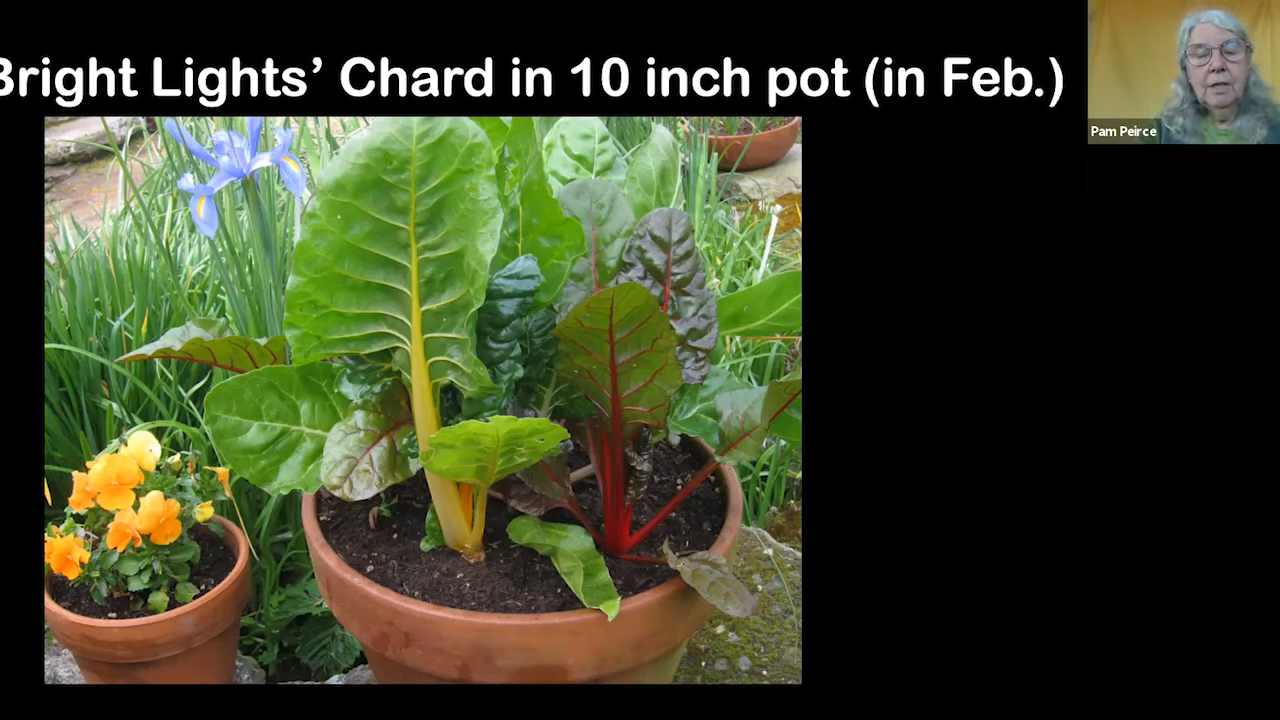 Bright Lights’ Chard in 10 inch pot (in Feb.)
Pam Peirce